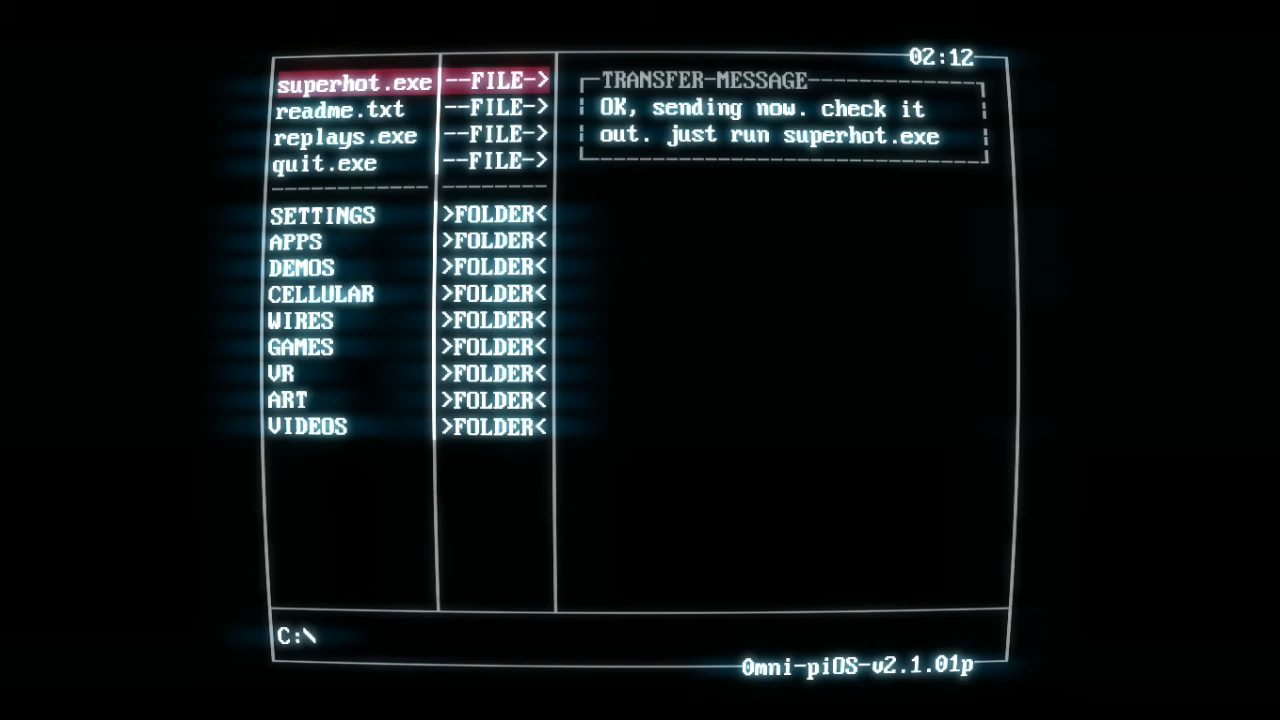 02:12
superhot.exe --FILE->
readme.txt --FILE->
replays.exe --FILE->
quit.exe --FILE->
SETTINGS >FOLDER<
APPS >FOLDER<
DEMOS >FOLDER<
CELLULAR >FOLDER<
WIRES >FOLDER<
GAMES >FOLDER<
VR >FOLDER<
ART >FOLDER<
VIDEOS >FOLDER<
TRANSFER-MESSAGE
OK, sending now. check it
out. just run superhot.exe
C:\
0mni-piOS-v2.1.01p